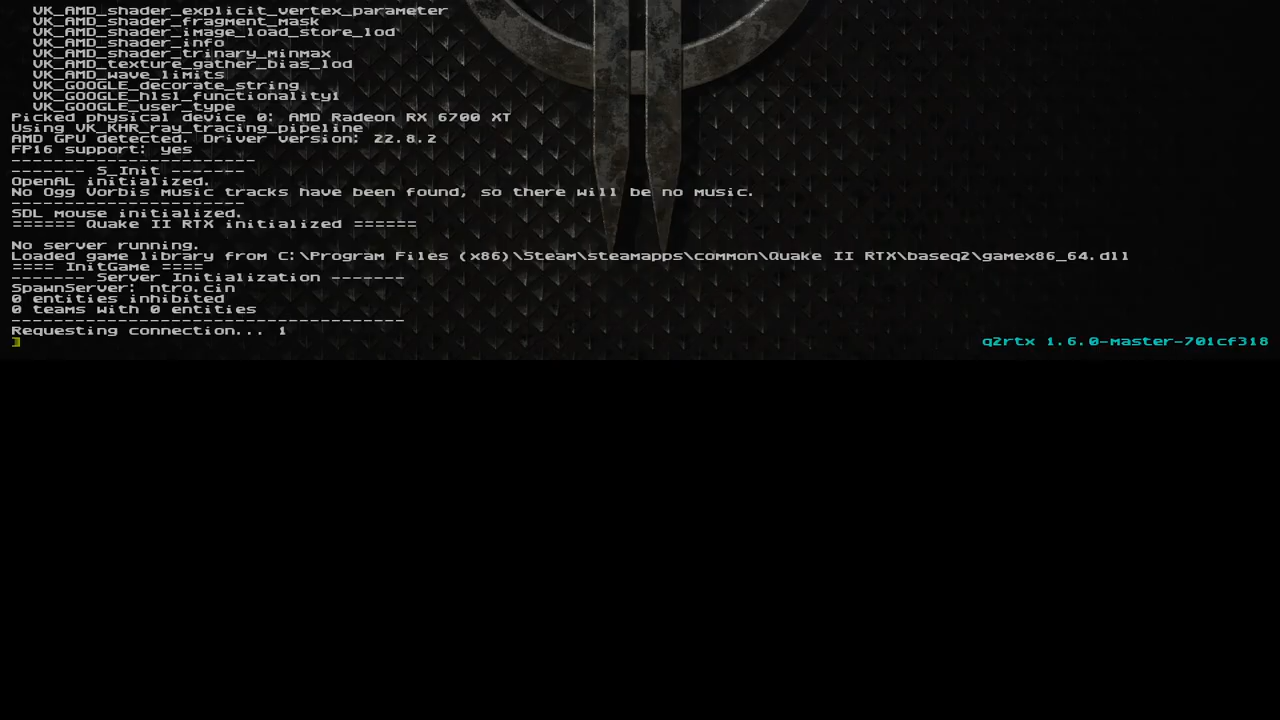 VK_AMD_shader_explicit_vertex_parameter
VK_AMD_shader_fragment_mask
VK_AMD_shader_image_load_store_lod
VK_AMD_shader_info
VK_AMD_shader_trinary_minmax
VK_AMD_texture_gather_bias_lod
VK_AMD_wave_limits
VK_GOOGLE_decorate_string
VK_GOOGLE_hlsl_functionality1
VK_GOOGLE_user_type
Picked physical device 0: AMD Radeon RX 6700 XT
Using VK_KHR_ray_tracing_pipeline
AMD GPU detected. Driver version: 22.8.2
FP16 support: yes
-----------------------
------- S_Init -------
OpenAL initialized.
No Ogg Vorbis music tracks have been found, so there will be no music.
----------------------
SDL mouse initialized.
====== Quake II RTX initialized ======
No server running.
Loaded game library from C:\Program Files (x86)\Steam\steamapps\common\Quake II RTX\baseq2\gamex86_64.dll
==== InitGame ====
------- Server Initialization -------
SpawnServer: ntro.cin
0 entities inhibited
0 teams with 0 entities
-------------------------------------
Requesting connection... 1
]
q2rtx 1.6.0-master-701cf318